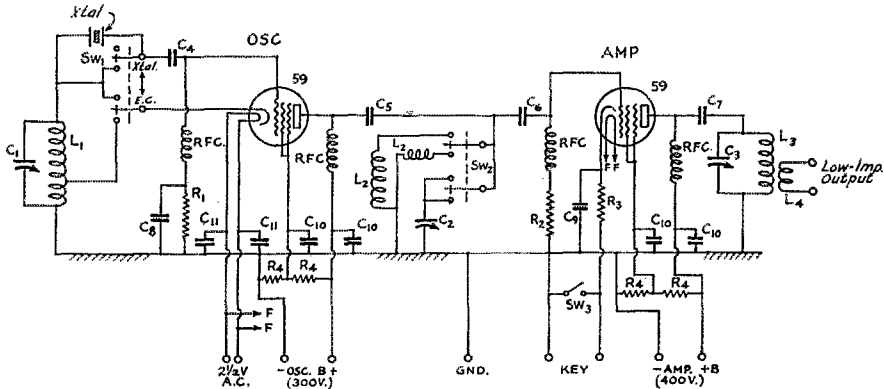 Xtal
OSC
AMP
C4
SW1
Xtal.
E.C.
59
59
C5
C6
C7
C1
L1
RFC.
RFC
L2
L2
SW2
C2
RFC
F F
RFC.
C3
L3
L4
Low-Imp. Output
R1
C8
C11
C11
C10
C10
R2
C9
R3
C10
C10
R4
R4
SW3
R4
R4
F
F
2½V A.C.
-OSC. B+ (300V.)
GND.
KEY
-AMP. +B (400V.)